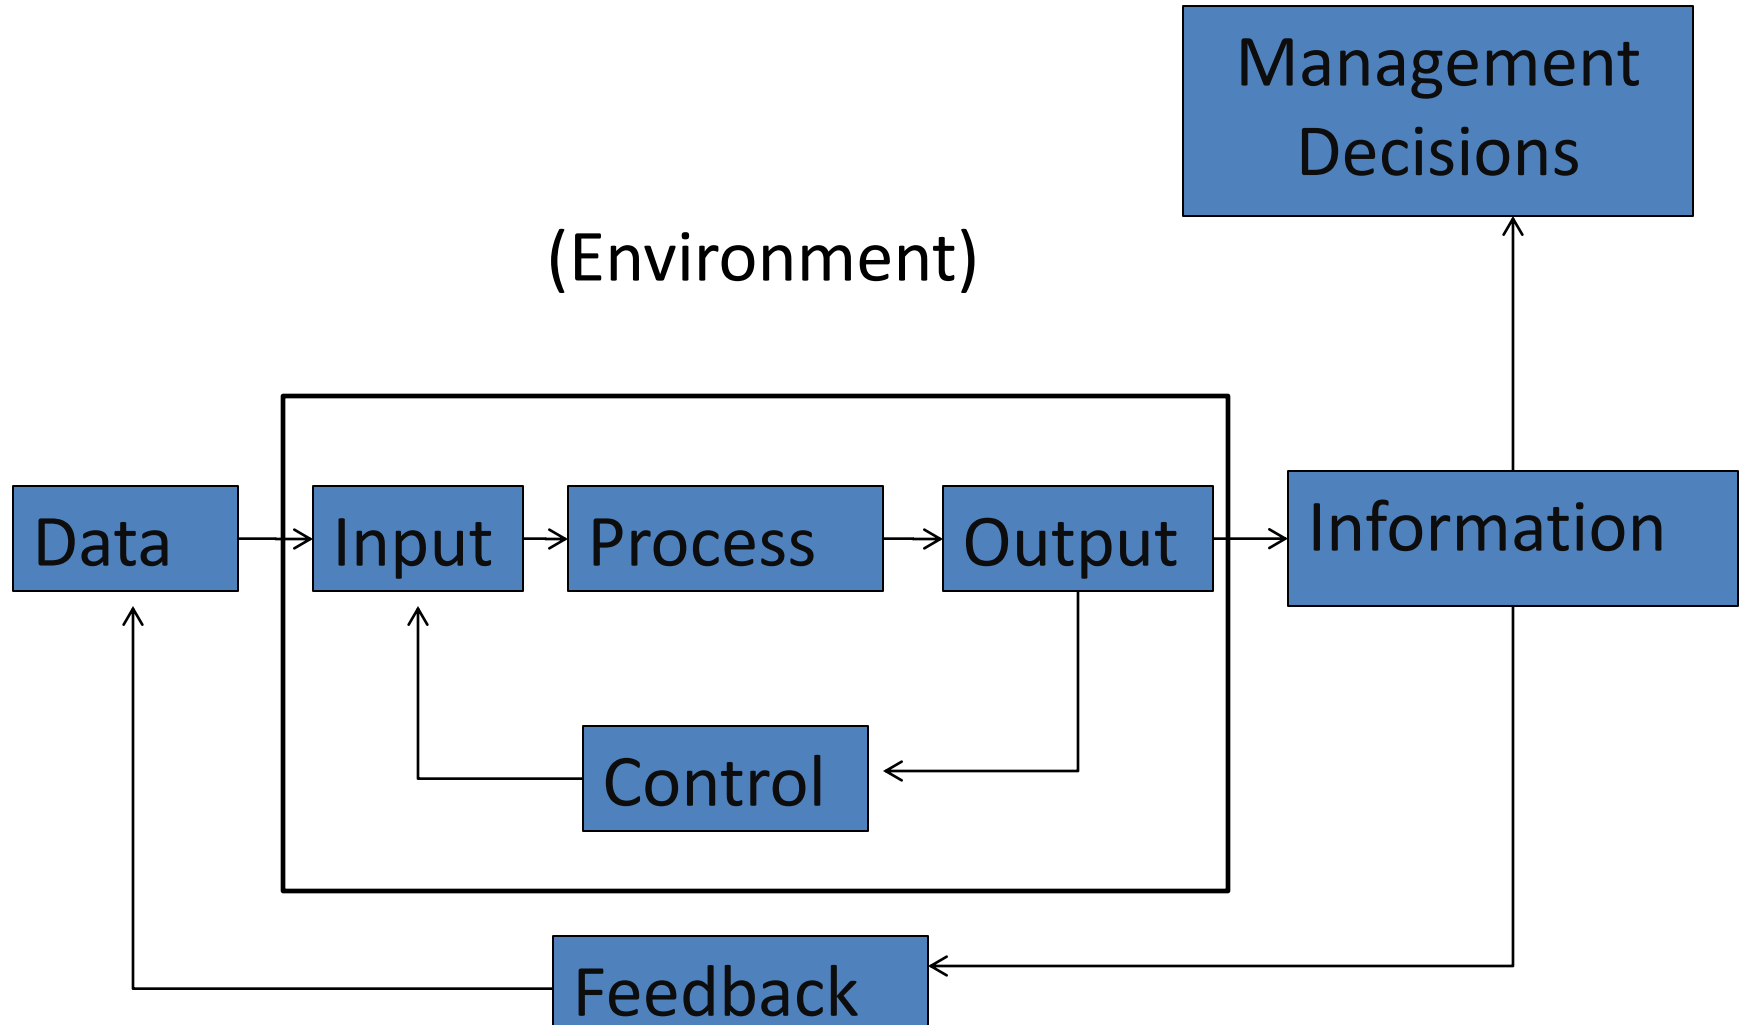 Management
Decisions
(Environment)
Data
Input
Process
Output
Information
Control
Feedback